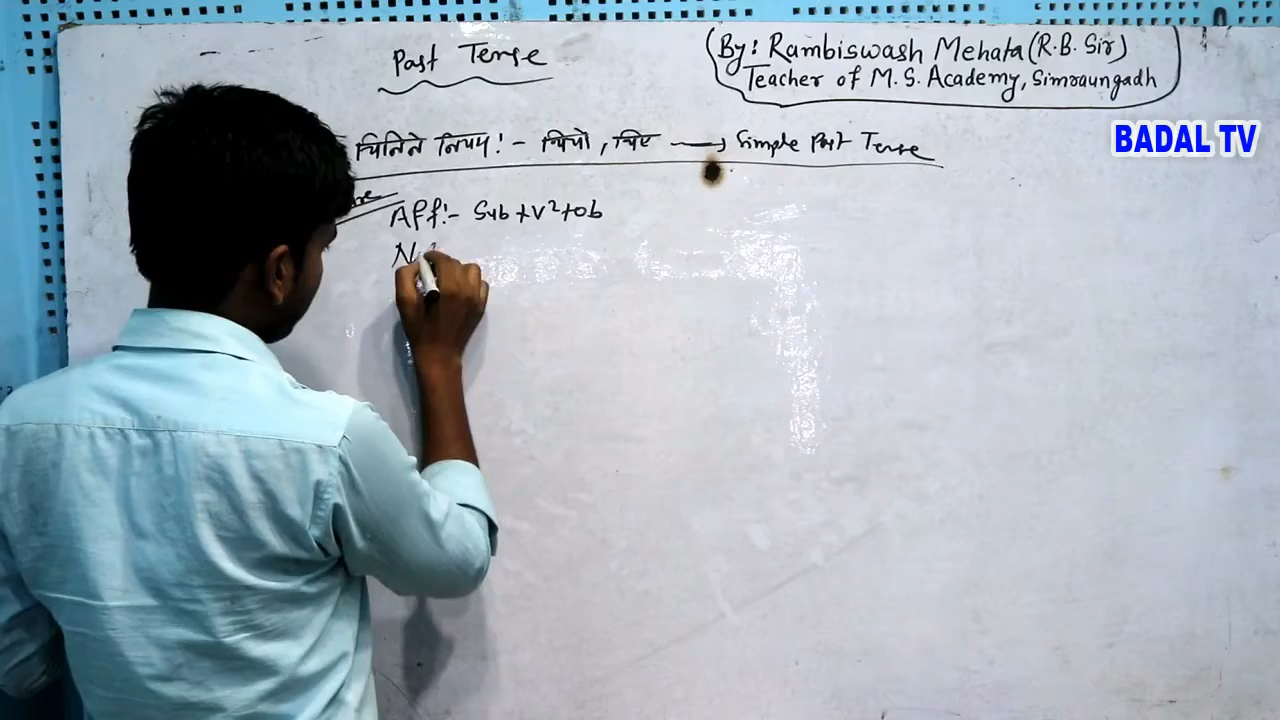 Past Tense
By: Rambiswash Mehata (R.B. Sir)
Teacher of M.S. Academy, Simraungadh
BADAL TV
चिनिने नियम :- थियो, थिए → Simple Past Tense
Aff:- Sub+V²+ob
N